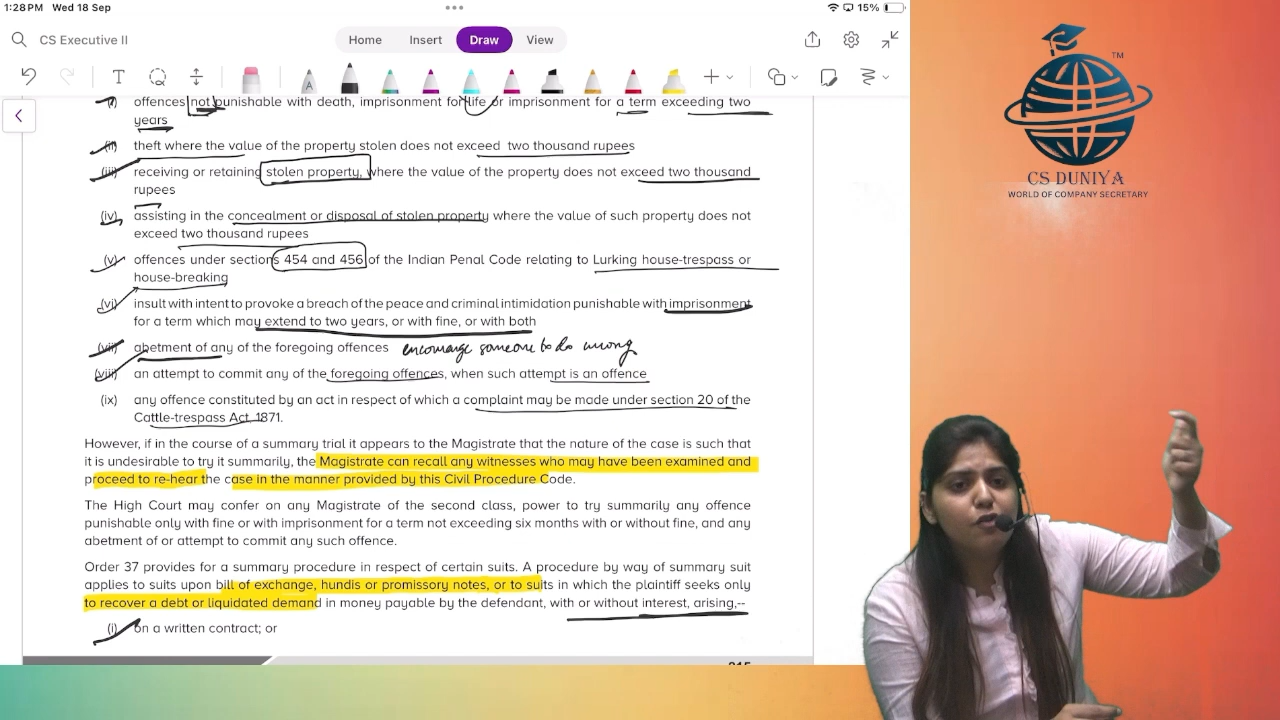 1:28 PM Wed 18 Sep
15%
CS Executive II
Home Insert Draw View
T A
offences not punishable with death, imprisonment for life or imprisonment for a term exceeding two
years
(ii) theft where the value of the property stolen does not exceed two thousand rupees
(iii) receiving or retaining stolen property, where the value of the property does not exceed two thousand
rupees
(iv) assisting in the concealment or disposal of stolen property where the value of such property does not
exceed two thousand rupees
(v) offences under sections 454 and 456 of the Indian Penal Code relating to Lurking house-trespass or
house-breaking
(vi) insult with intent to provoke a breach of the peace and criminal intimidation punishable with imprisonment
for a term which may extend to two years, or with fine, or with both
(vii) abetment of any of the foregoing offences encourage someone to do wrong
(viii) an attempt to commit any of the foregoing offences, when such attempt is an offence
(ix) any offence constituted by an act in respect of which a complaint may be made under section 20 of the
Cattle-trespass Act, 1871.
However, if in the course of a summary trial it appears to the Magistrate that the nature of the case is such that
it is undesirable to try it summarily, the Magistrate can recall any witnesses who may have been examined and
proceed to re-hear the case in the manner provided by this Civil Procedure Code.
The High Court may confer on any Magistrate of the second class, power to try summarily any offence
punishable only with fine or with imprisonment for a term not exceeding six months with or without fine, and any
abetment of or attempt to commit any such offence.
Order 37 provides for a summary procedure in respect of certain suits. A procedure by way of summary suit
applies to suits upon bill of exchange, hundis or promissory notes, or to suits in which the plaintiff seeks only
to recover a debt or liquidated demand in money payable by the defendant, with or without interest, arising,--
(i) on a written contract; or
TM
CS DUNIYA
WORLD OF COMPANY SECRETARY